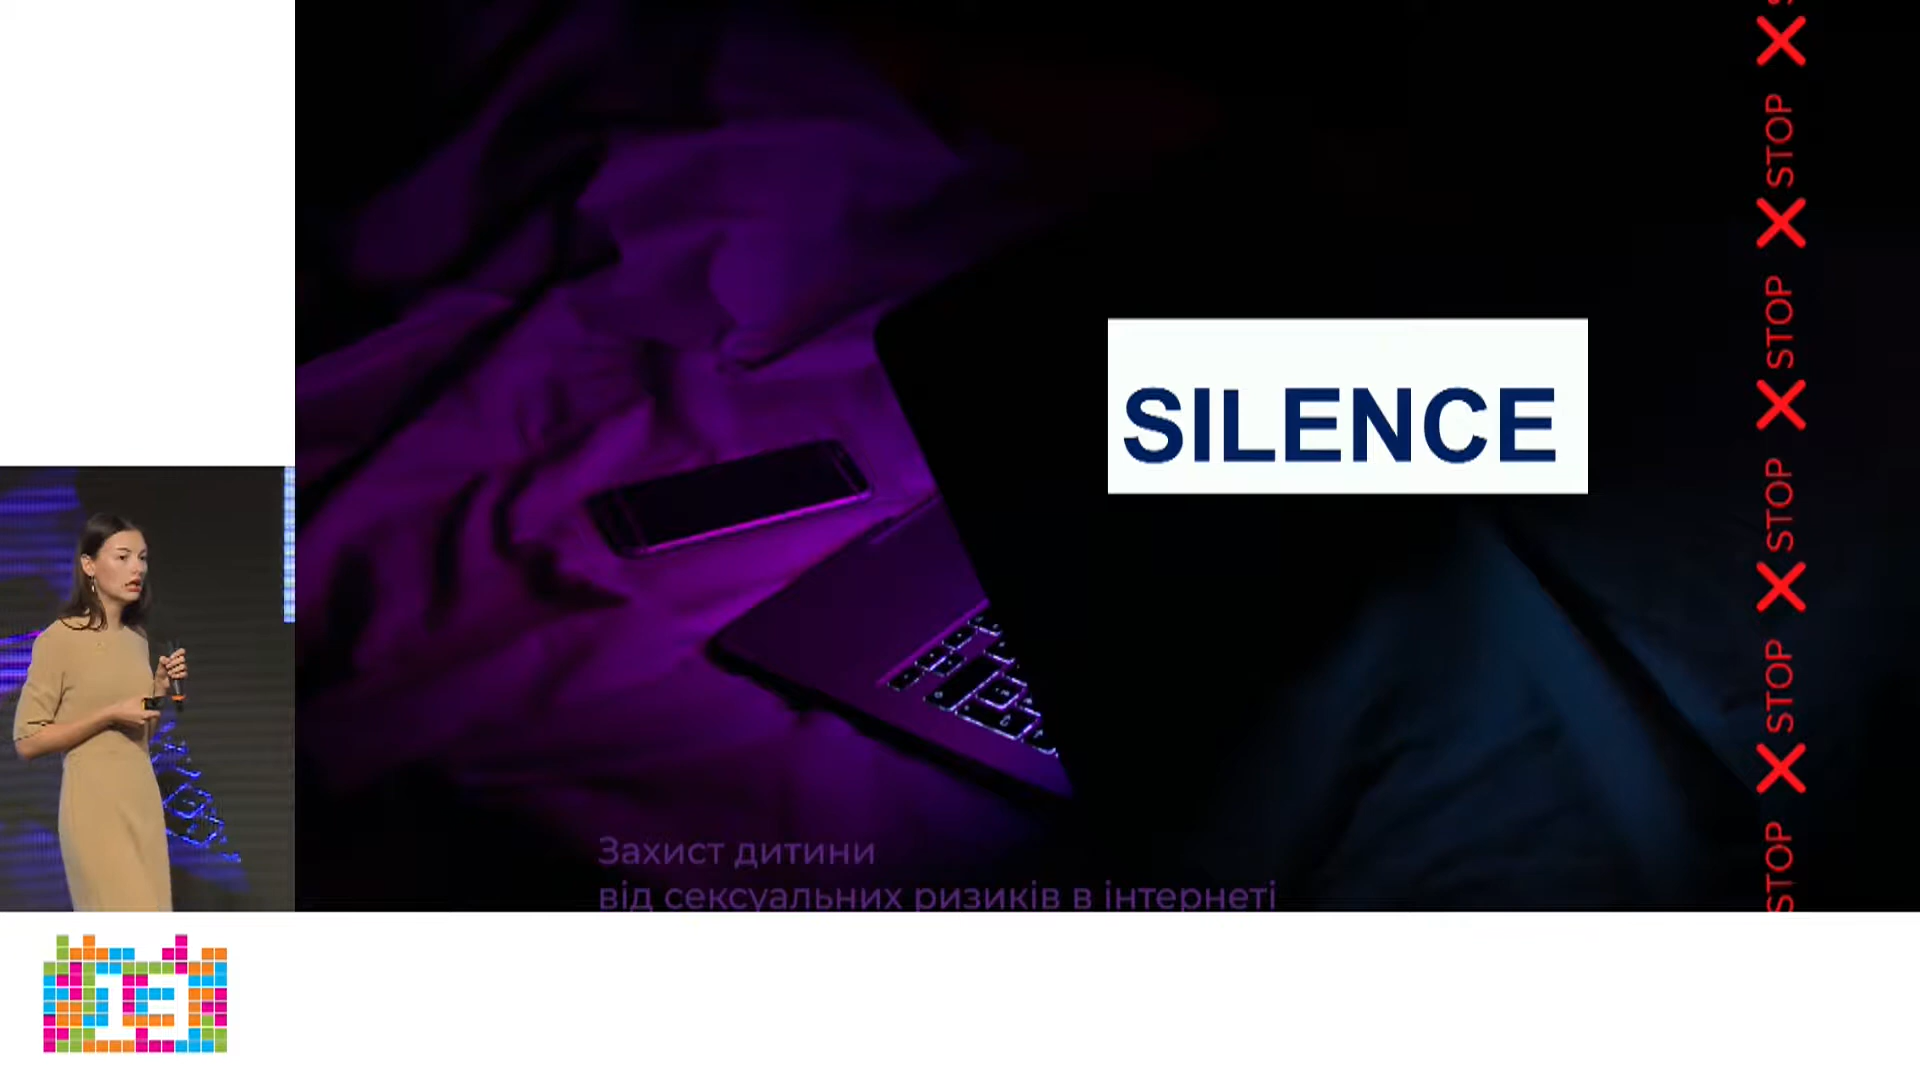 SILENCE
STOP
STOP
STOP
STOP
STOP
Захист дитини
від сексуальних ризиків в інтернеті